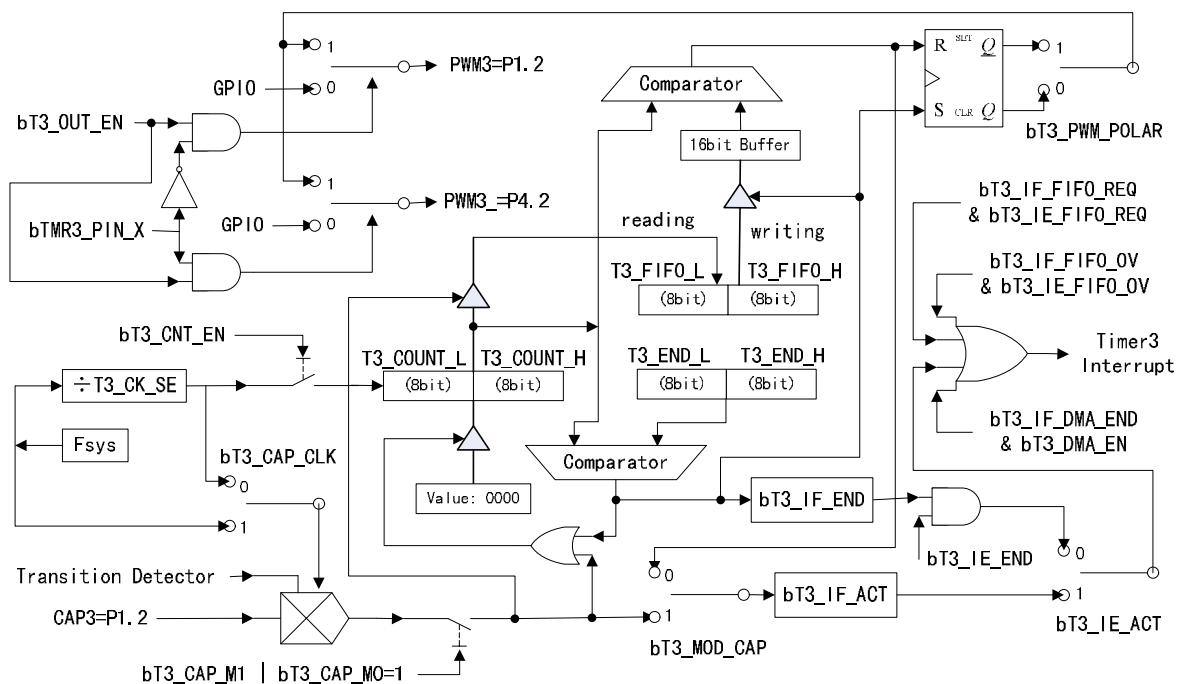 1
PWM3=P1.2
GPIO
0
bT3_OUT_EN
1
PWM3_=P4.2
bTMR3_PIN_X
GPIO
0
Comparator
16bit Buffer
reading
writing
R
SET
Q
S
CLR
Q
1
0
bT3_PWM_POLAR
T3_FIFO_L
T3_FIFO_H
(8bit)
(8bit)
bT3_IF_FIFO_REQ
& bT3_IE_FIFO_REQ
bT3_IF_FIFO_OV
& bT3_IE_FIFO_OV
Timer3
Interrupt
bT3_IF_DMA_END
& bT3_DMA_EN
bT3_CNT_EN
T3_COUNT_L
T3_COUNT_H
(8bit)
(8bit)
T3_END_L
T3_END_H
(8bit)
(8bit)
÷T3_CK_SE
Fsys
bT3_CAP_CLK
0
1
Value: 0000
Comparator
bT3_IF_END
bT3_IE_END
0
1
bT3_IE_ACT
Transition Detector
CAP3=P1.2
0
1
bT3_IF_ACT
bT3_MOD_CAP
bT3_CAP_M1 | bT3_CAP_M0=1